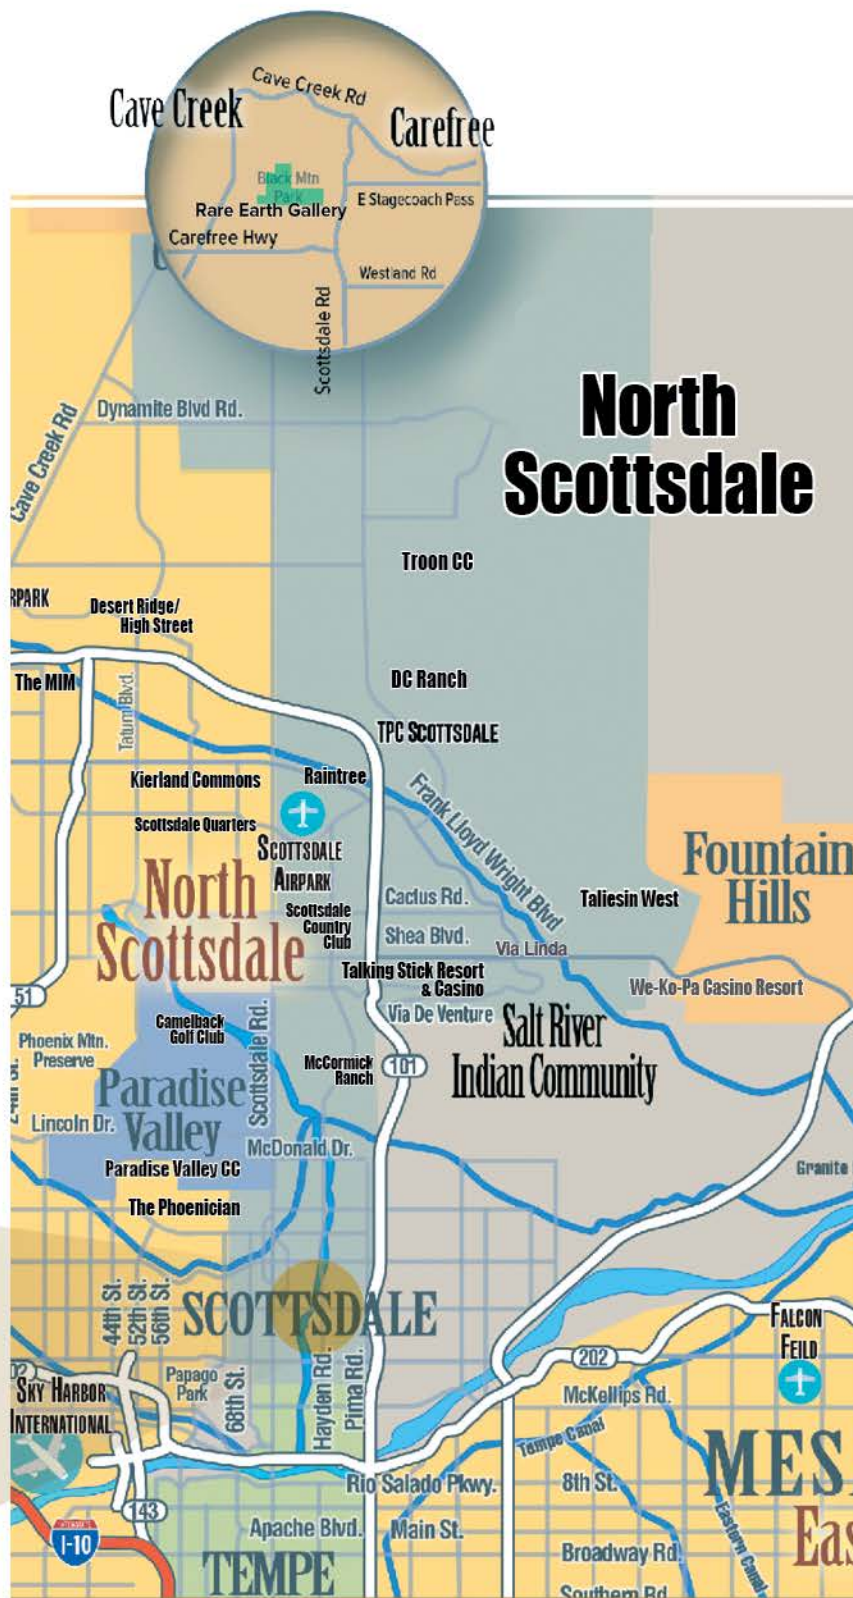 Cave Creek Rd
Cave Creek
Carefree
Black Mtn
Park
E Stagecoach Pass
Rare Earth Gallery
Carefree Hwy
Westland Rd
Scottsdale Rd
North
Scottsdale
Dynamite Blvd Rd.
Cave Creek Rd
Troon CC
RPARK
Desert Ridge/
High Street
The MIM
Tatum Blvd.
DC Ranch
TPC SCOTTSDALE
Kierland Commons
Raintree
Frank Lloyd Wright Blvd
Scottsdale Quarters
SCOTTSDALE
AIRPARK
Fountain
Hills
North
Scottsdale
Cactus Rd.
Taliesin West
Scottsdale
Country
Club
Shea Blvd.
Via Linda
Talking Stick Resort
& Casino
We-Ko-Pa Casino Resort
51
Via De Venture
Salt River
Indian Community
Camelback
Golf Club
Scottsdale Rd.
Phoenix Mtn.
Preserve
McCormick
Ranch
101
24th St.
Paradise
Valley
Lincoln Dr.
McDonald Dr.
Paradise Valley CC
Granite
The Phoenician
44th St.
52th St.
56th St.
SCOTTSDALE
FALCON
FEILD
202
02
SKY HARBOR
INTERNATIONAL
Papago
Park
68th St.
Hayden Rd.
Pima Rd.
McKellips Rd.
Tempe Canal
MES
Eas
Rio Salado Pkwy.
8th St.
143
I-10
Apache Blvd.
Main St.
Eastern Canal
Broadway Rd.
TEMPE
Southern Rd